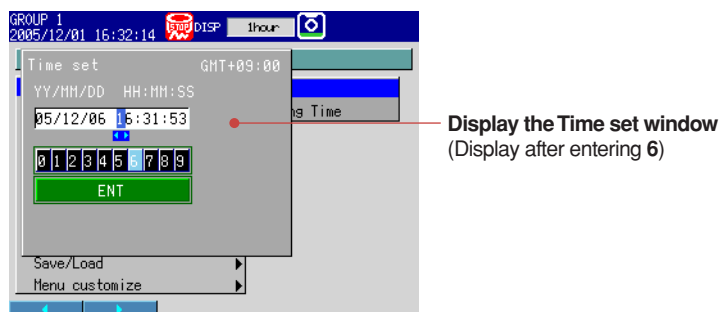 GROUP 1
2005/12/01 16:32:14 STOP DISP 1hour
Time set GMT+09:00
YY/MM/DD HH:MM:SS
05/12/06 16:31:53
Time
0 1 2 3 4 5 6 7 8 9
ENT
Save/Load
Menu customize
Display the Time set window
(Display after entering 6)